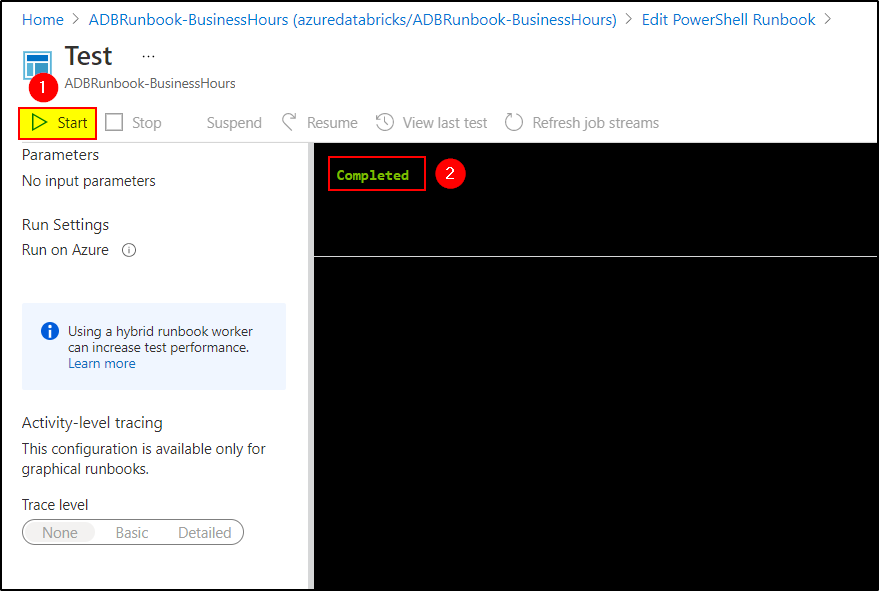 Home > ADBRunbook-BusinessHours (azuredatabricks/ADBRunbook-BusinessHours) > Edit PowerShell Runbook >
Test ...
ADBRunbook-BusinessHours
1
Start Stop Suspend Resume View last test Refresh job streams
Parameters
No input parameters
Run Settings
Run on Azure
Using a hybrid runbook worker
can increase test performance.
Learn more
Activity-level tracing
This configuration is available only for
graphical runbooks.
Trace level
None Basic Detailed
Completed 2